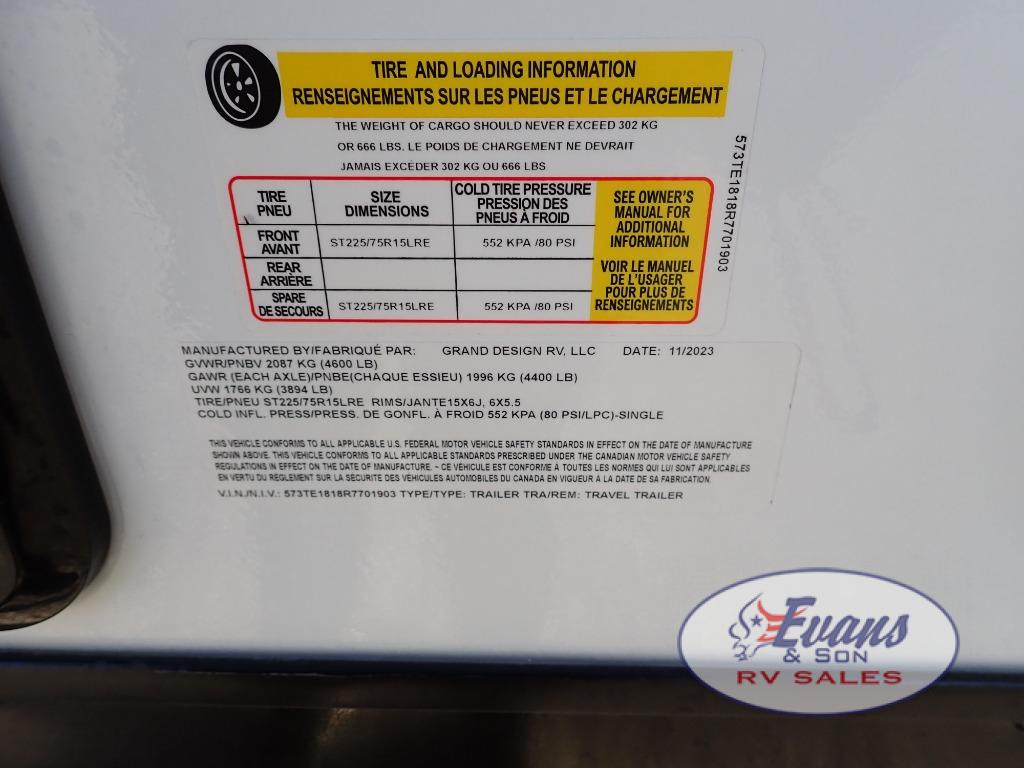 TIRE AND LOADING INFORMATION
RENSEIGNEMENTS SUR LES PNEUS ET LE CHARGEMENT
THE WEIGHT OF CARGO SHOULD NEVER EXCEED 302 KG
OR 666 LBS. LE POIDS DE CHARGEMENT NE DEVRAIT
JAMAIS EXCÉDER 302 KG OU 666 LBS
TIRE
PNEU
SIZE
DIMENSIONS
COLD TIRE PRESSURE
PRESSION DES
PNEUS À FROID
FRONT
AVANT
ST225/75R15LRE
552 KPA /80 PSI
REAR
ARRIÈRE
SPARE
DE SECOURS
ST225/75R15LRE
552 KPA /80 PSI
SEE OWNER'S
MANUAL FOR
ADDITIONAL
INFORMATION
VOIR LE MANUEL
DE L'USAGER
POUR PLUS DE
RENSEIGNEMENTS
573TE1818R7701903
MANUFACTURED BY/FABRIQUÉ PAR: GRAND DESIGN RV, LLC DATE: 11/2023
GVWR/PNBV 2087 KG (4600 LB)
GAWR (EACH AXLE)/PNBE(CHAQUE ESSIEU) 1996 KG (4400 LB)
UVW 1766 KG (3894 LB)
TIRE/PNEU ST225/75R15LRE RIMS/JANTE15X6J, 6X5.5
COLD INFL. PRESS/PRESS. DE GONFL. À FROID 552 KPA (80 PSI/LPC)-SINGLE
THIS VEHICLE CONFORMS TO ALL APPLICABLE U.S. FEDERAL MOTOR VEHICLE SAFETY STANDARDS IN EFFECT ON THE DATE OF MANUFACTURE
SHOWN ABOVE. THIS VEHICLE CONFORMS TO ALL APPLICABLE STANDARDS PRESCRIBED UNDER THE CANADIAN MOTOR VEHICLE SAFETY
REGULATIONS IN EFFECT ON THE DATE OF MANUFACTURE. ~ CE VÉHICULE EST CONFORME À TOUTES LES NORMES QUI LUI SONT APPLICABLES
EN VERTU DU RÈGLEMENT SUR LA SÉCURITÉ DES VÉHICULES AUTOMOBILES DU CANADA EN VIGUEUR À LA DATE DE SA FABRICATION.
V.I.N./N.I.V.: 573TE1818R7701903 TYPE/TYPE: TRAILER TRA/REM: TRAVEL TRAILER
Evans
& SON
RV SALES